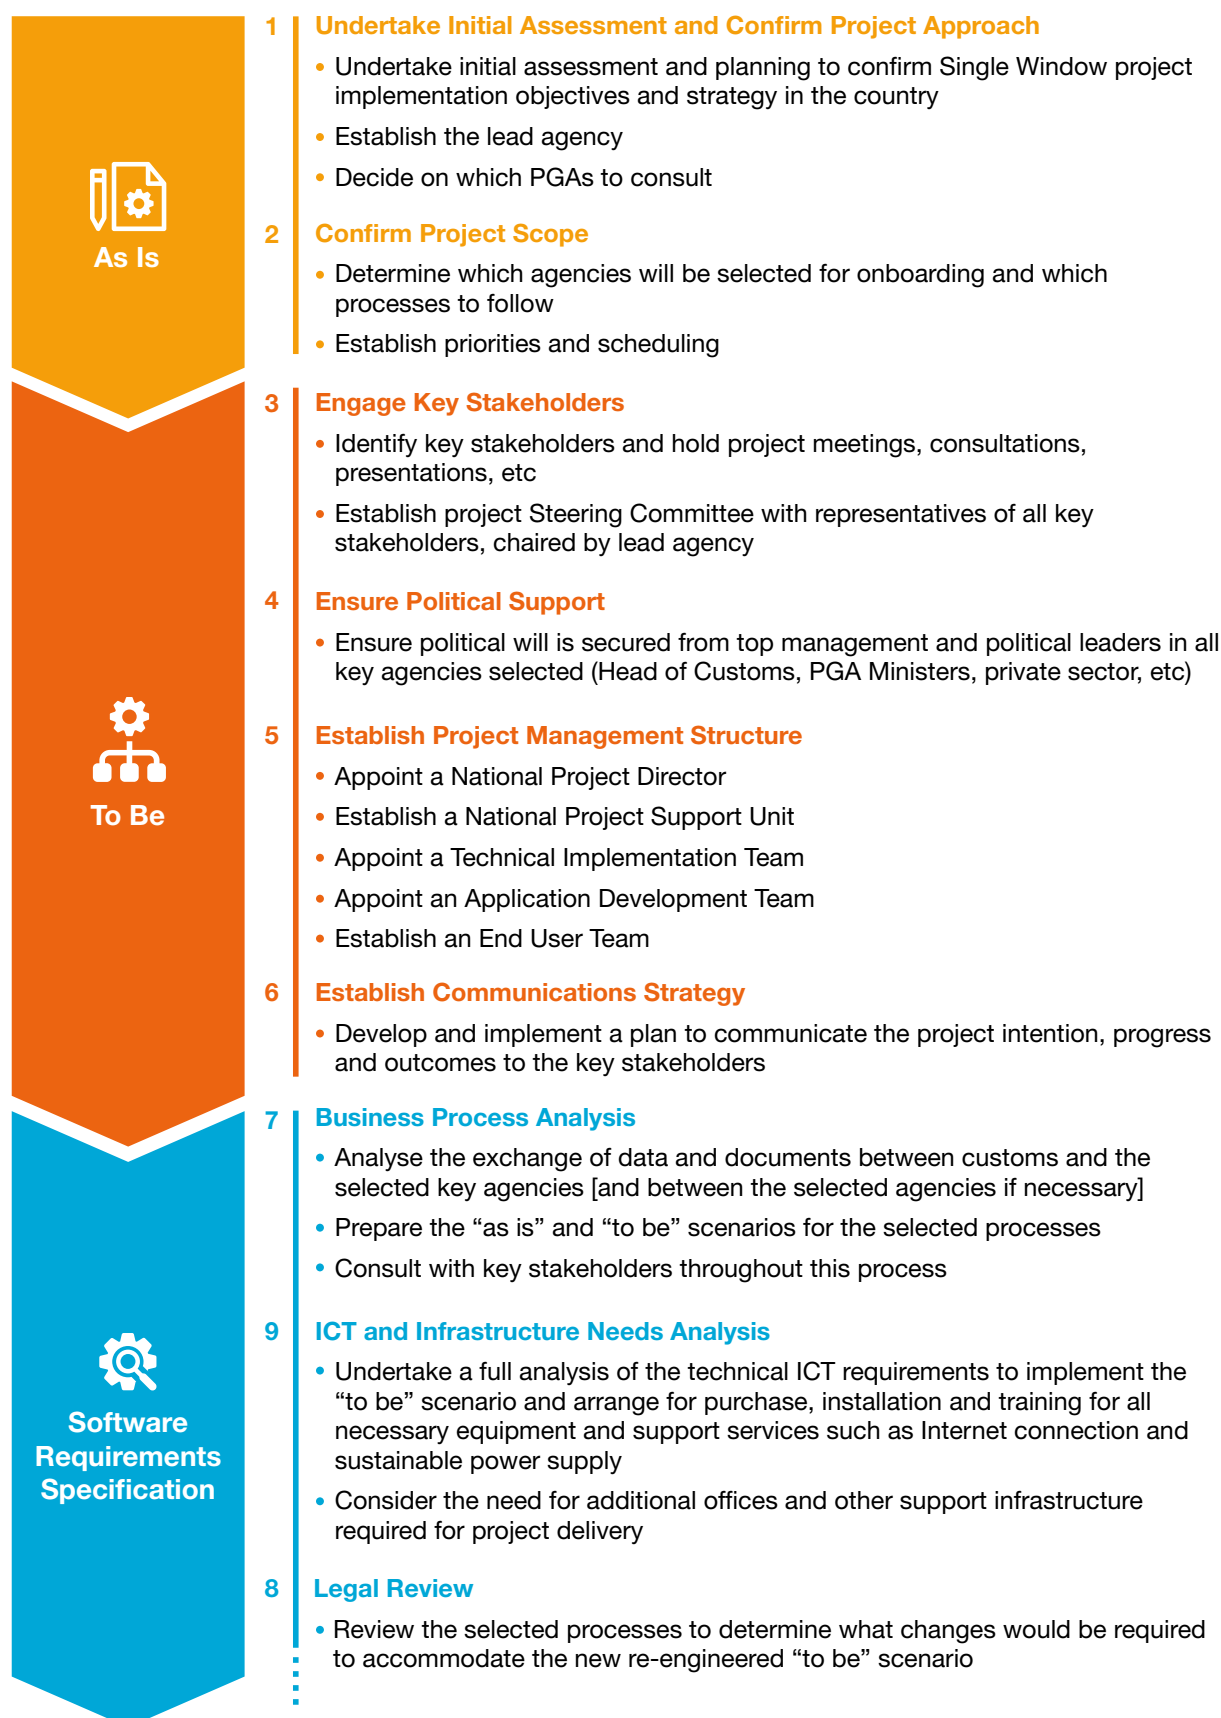 As Is
1 Undertake Initial Assessment and Confirm Project Approach
• Undertake initial assessment and planning to confirm Single Window project
implementation objectives and strategy in the country
• Establish the lead agency
• Decide on which PGAs to consult
2 Confirm Project Scope
• Determine which agencies will be selected for onboarding and which
processes to follow
• Establish priorities and scheduling
To Be
3 Engage Key Stakeholders
• Identify key stakeholders and hold project meetings, consultations,
presentations, etc
• Establish project Steering Committee with representatives of all key
stakeholders, chaired by lead agency
4 Ensure Political Support
• Ensure political will is secured from top management and political leaders in all
key agencies selected (Head of Customs, PGA Ministers, private sector, etc)
5 Establish Project Management Structure
• Appoint a National Project Director
• Establish a National Project Support Unit
• Appoint a Technical Implementation Team
• Appoint an Application Development Team
• Establish an End User Team
6 Establish Communications Strategy
• Develop and implement a plan to communicate the project intention, progress
and outcomes to the key stakeholders
Software
Requirements
Specification
7 Business Process Analysis
• Analyse the exchange of data and documents between customs and the
selected key agencies [and between the selected agencies if necessary]
• Prepare the “as is” and “to be” scenarios for the selected processes
• Consult with key stakeholders throughout this process
9 ICT and Infrastructure Needs Analysis
• Undertake a full analysis of the technical ICT requirements to implement the
“to be” scenario and arrange for purchase, installation and training for all
necessary equipment and support services such as Internet connection and
sustainable power supply
• Consider the need for additional offices and other support infrastructure
required for project delivery
8 Legal Review
• Review the selected processes to determine what changes would be required
to accommodate the new re-engineered “to be” scenario